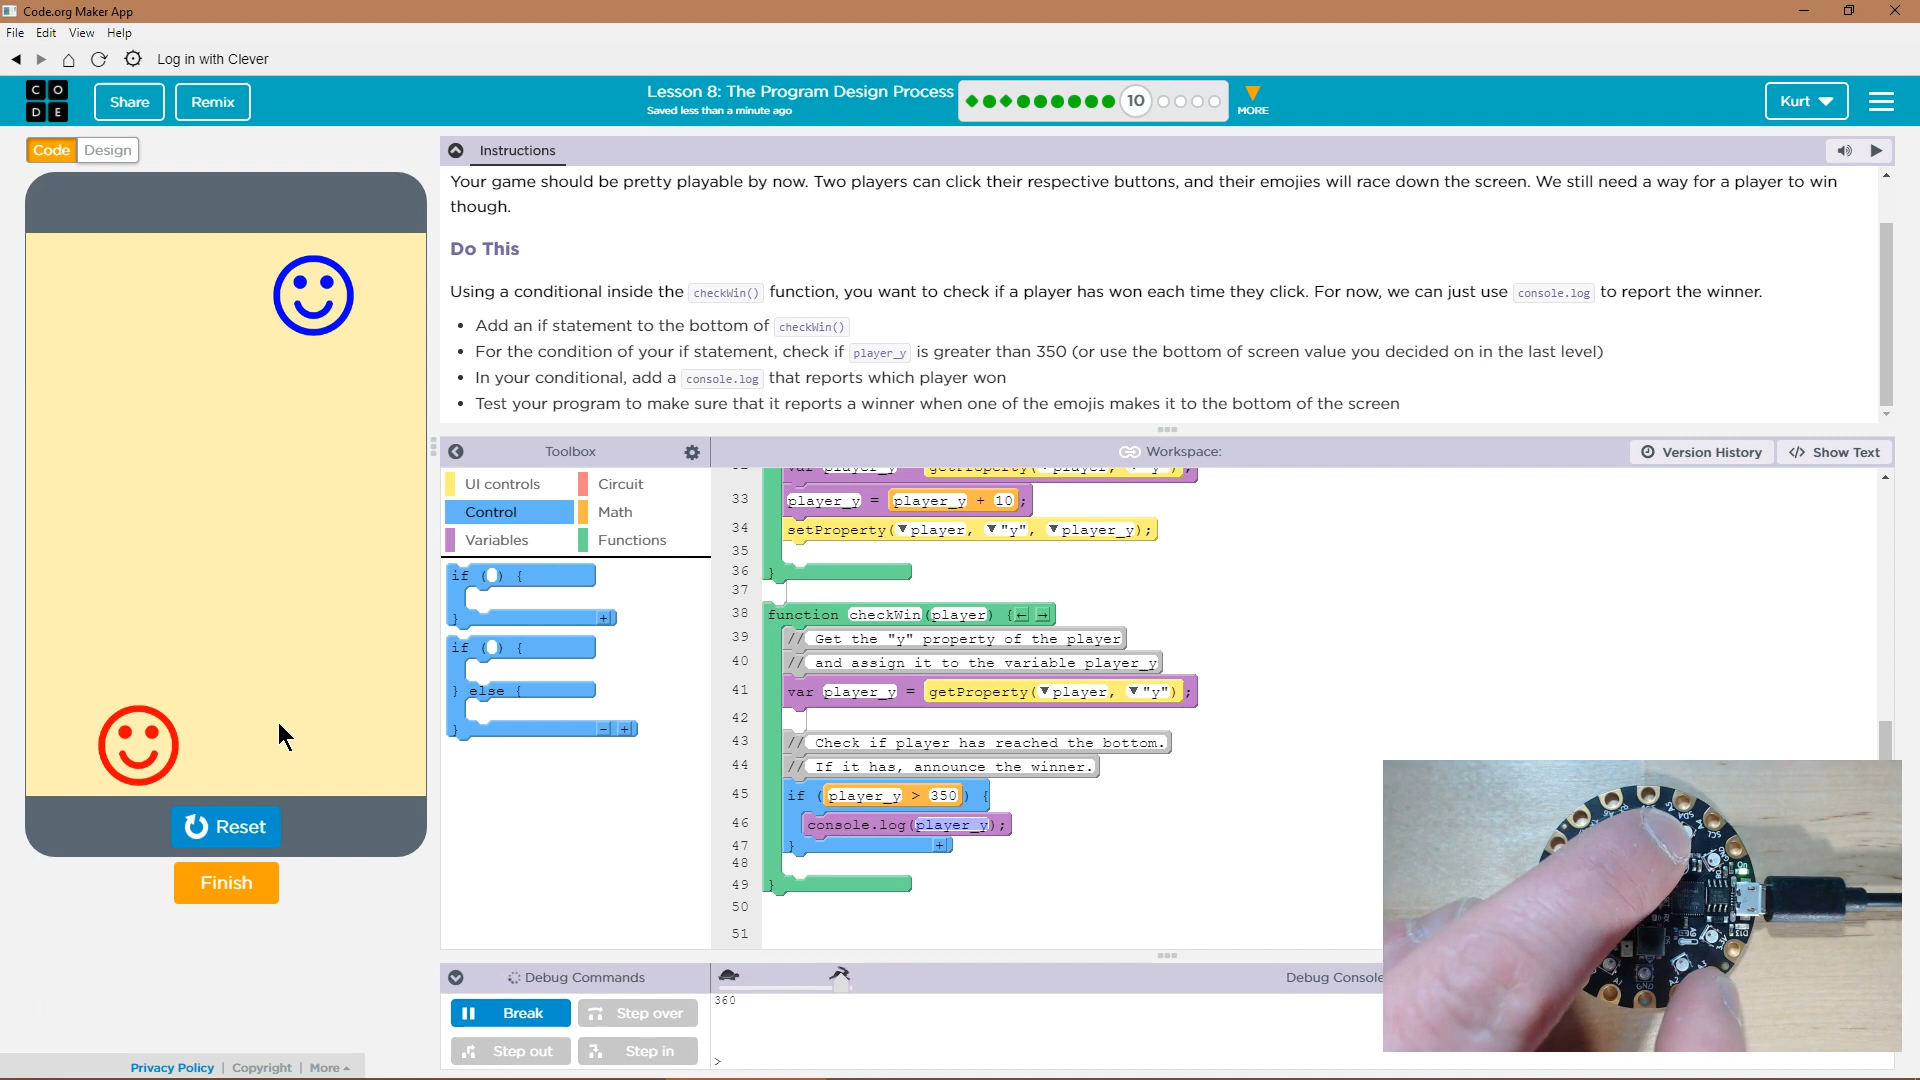 Code.org Maker App
File Edit View Help
Log in with Clever
C O D E
Share
Remix
Lesson 8: The Program Design Process
Saved less than a minute ago
10
MORE
Kurt
Code
Design
Instructions
Your game should be pretty playable by now. Two players can click their respective buttons, and their emojies will race down the screen. We still need a way for a player to win
though.
Do This
Using a conditional inside the checkWin() function, you want to check if a player has won each time they click. For now, we can just use console.log to report the winner.
• Add an if statement to the bottom of checkWin()
• For the condition of your if statement, check if player_y is greater than 350 (or use the bottom of screen value you decided on in the last level)
• In your conditional, add a console.log that reports which player won
• Test your program to make sure that it reports a winner when one of the emojis makes it to the bottom of the screen
Toolbox
Workspace:
Version History
</> Show Text
UI controls
Circuit
Control
Math
Variables
Functions
if () {
}
+
if () {
} else {
}
- +
var player_y = getProperty(player, "y");
33 player_y = player_y + 10;
34 setProperty(player, "y", player_y);
35
36 }
37
38 function checkWin(player) {
39 // Get the "y" property of the player
40 // and assign it to the variable player_y
41 var player_y = getProperty(player, "y");
42
43 // Check if player has reached the bottom.
44 // If it has, announce the winner.
45 if (player_y > 350) {
46 console.log(player_y);
47 } +
48
49 }
50
51
Reset
Finish
Debug Commands
Debug Console
Break
Step over
Step out
Step in
360
>
Privacy Policy | Copyright | More
SCL
SDA
A1
GND
A2
D13